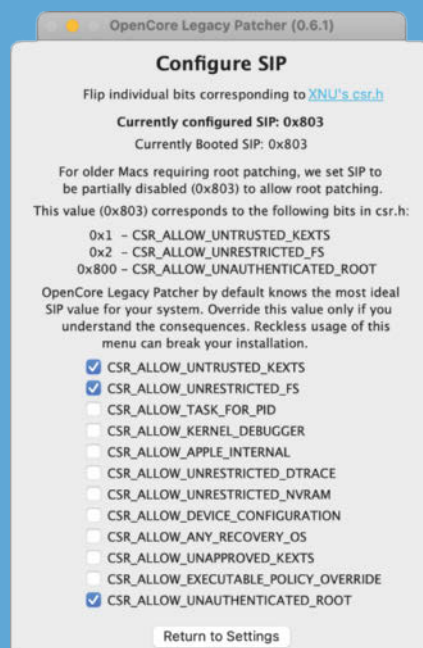 OpenCore Legacy Patcher (0.6.1)
Configure SIP
Flip individual bits corresponding to XNU's csr.h
Currently configured SIP: 0x803
Currently Booted SIP: 0x803
For older Macs requiring root patching, we set SIP to
be partially disabled (0x803) to allow root patching.
This value (0x803) corresponds to the following bits in csr.h:
0x1 - CSR_ALLOW_UNTRUSTED_KEXTS
0x2 - CSR_ALLOW_UNRESTRICTED_FS
0x800 - CSR_ALLOW_UNAUTHENTICATED_ROOT
OpenCore Legacy Patcher by default knows the most ideal
SIP value for your system. Override this value only if you
understand the consequences. Reckless usage of this
menu can break your installation.
CSR_ALLOW_UNTRUSTED_KEXTS
CSR_ALLOW_UNRESTRICTED_FS
CSR_ALLOW_TASK_FOR_PID
CSR_ALLOW_KERNEL_DEBUGGER
CSR_ALLOW_APPLE_INTERNAL
CSR_ALLOW_UNRESTRICTED_DTRACE
CSR_ALLOW_UNRESTRICTED_NVRAM
CSR_ALLOW_DEVICE_CONFIGURATION
CSR_ALLOW_ANY_RECOVERY_OS
CSR_ALLOW_UNAPPROVED_KEXTS
CSR_ALLOW_EXECUTABLE_POLICY_OVERRIDE
CSR_ALLOW_UNAUTHENTICATED_ROOT
Return to Settings